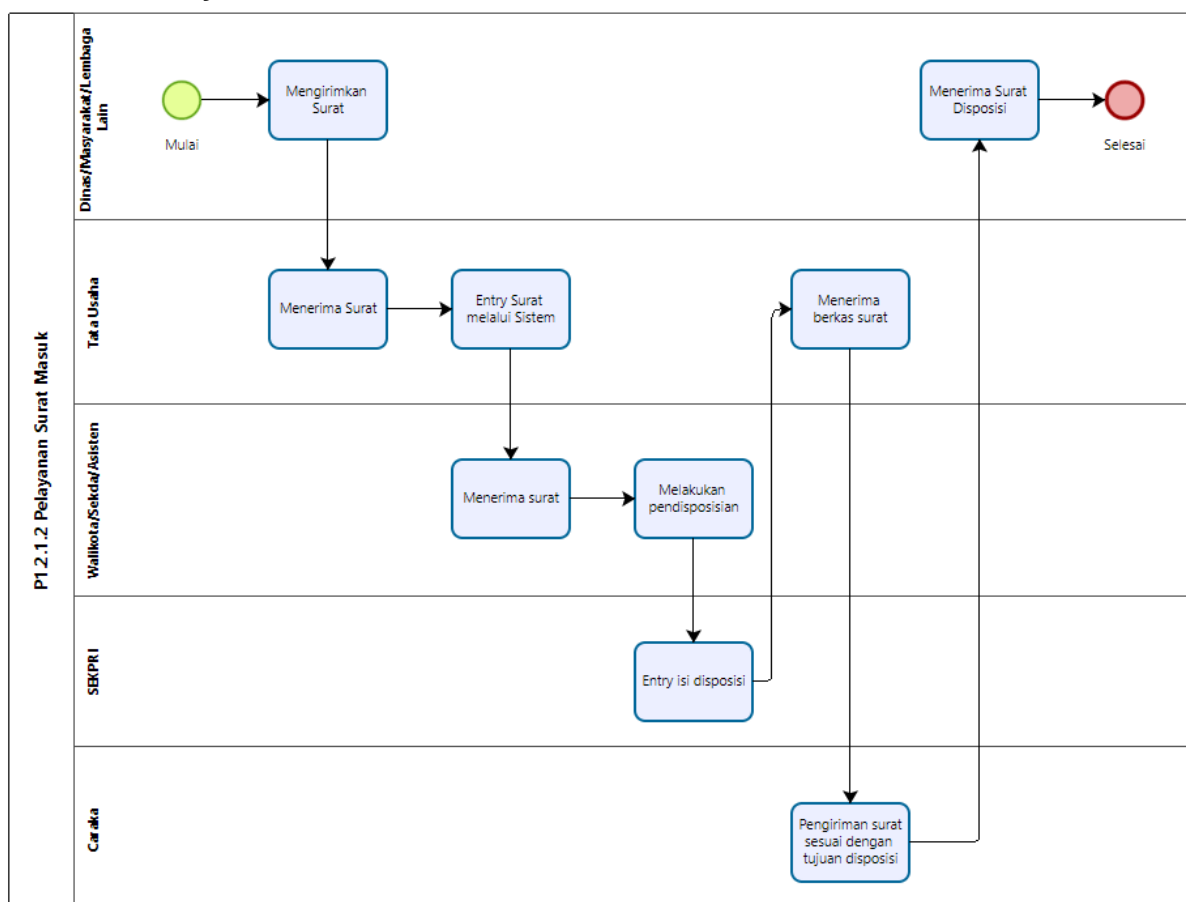 P12.1.2 Pelayanan Surat Masuk
Dinas/Masyarakat/Lembaga
Lain
Mulai
Mengirimkan
Surat
Menerima Surat
Disposisi
Selesai
Tata Usaha
Menerima Surat
Entry Surat
melalui Sistem
Menerima
berkas surat
Walikota/Sekda/Asisten
Menerima surat
Melakukan
pendisposisian
SEKPRI
Entry isi disposisi
Caraka
Pengiriman surat
sesuai dengan
tujuan disposisi